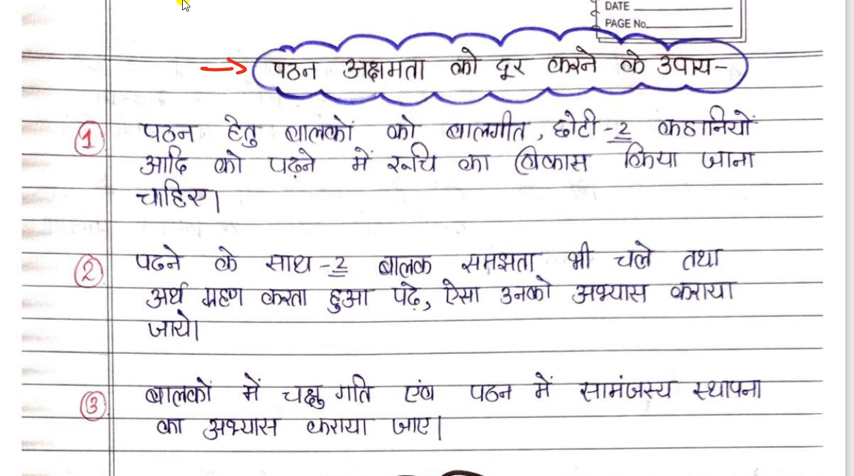 DATE
PAGE No.
→ पठन अक्षमता को दूर करने के उपाय-
① पठन हेतु बालकों को बालगीत, छोटी-2 कहानियों
आदि को पढ़ने में रूचि का विकास किया जाना
चाहिए।
② पढने के साथ-2 बालक समझता भी चले तथा
अर्थ ग्रहण करता हुआ पढ़े, ऐसा उनको अभ्यास कराया
जाये।
③ बालकों में चक्षु गति एंव पठन में सामंजस्य स्थापना
का अभ्यास कराया जाए।